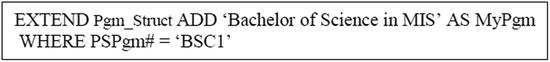 EXTEND Pgm_Struct ADD ‘Bachelor of Science in MIS’ AS MyPgm
WHERE PSPgm# = ‘BSC1’